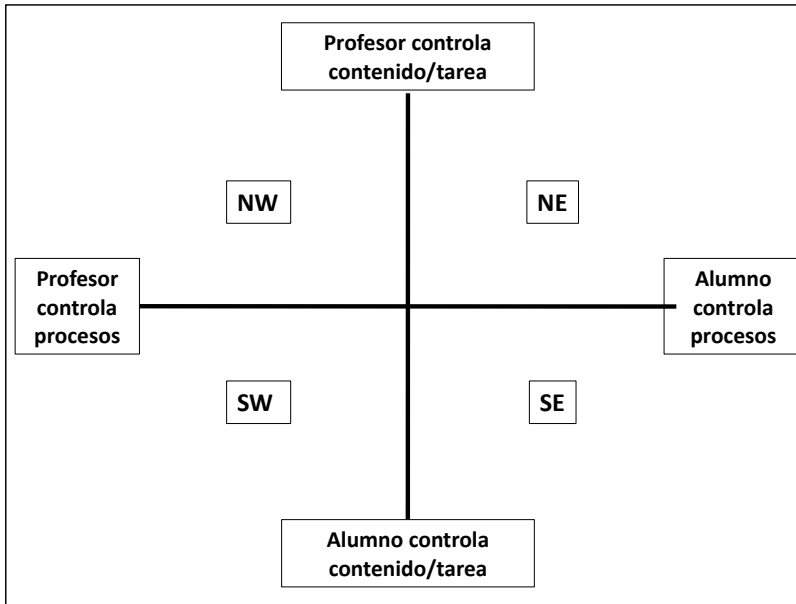 Profesor controla
contenido/tarea
NW
NE
Profesor
controla
procesos
Alumno
controla
procesos
SW
SE
Alumno controla
contenido/tarea